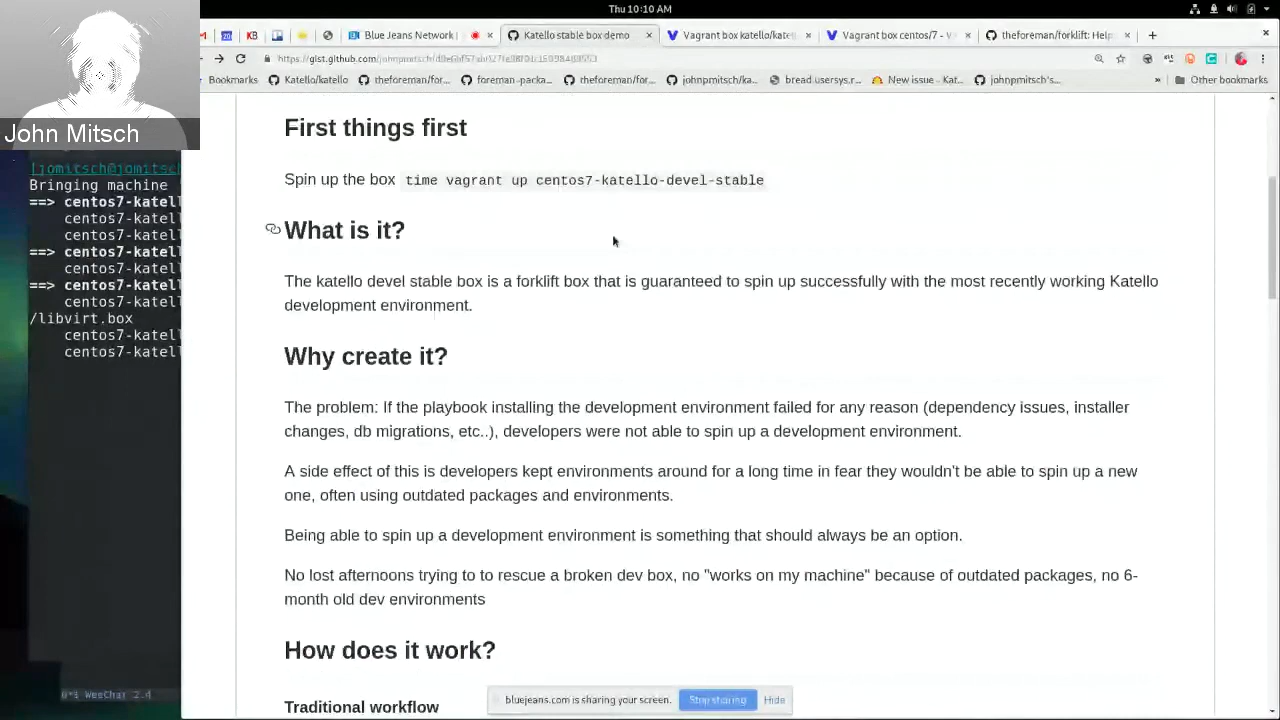 Thu 10:10 AM
Blue Jeans Network |
Katello stable box demo
Vagrant box katello/kate
Vagrant box centos/7 - V
theforeman/forklift: Help
Bookmarks
Katello/katello
theforeman/for...
foreman-packa...
theforeman/for...
johnpmitsch/ka...
bread.usersys.r...
New issue · Kat...
johnpmitsch's...
»
Other bookmarks
John Mitsch
[jomitsch@jomitsch
Bringing machine
==> centos7-katell
centos7-katell
centos7-katell
==> centos7-katell
centos7-katell
==> centos7-katell
centos7-katell
/libvirt.box
centos7-katell
centos7-katell
WeeChat 2.4
First things first
Spin up the box time vagrant up centos7-katello-devel-stable
What is it?
The katello devel stable box is a forklift box that is guaranteed to spin up successfully with the most recently working Katello
development environment.
Why create it?
The problem: If the playbook installing the development environment failed for any reason (dependency issues, installer
changes, db migrations, etc..), developers were not able to spin up a development environment.
A side effect of this is developers kept environments around for a long time in fear they wouldn't be able to spin up a new
one, often using outdated packages and environments.
Being able to spin up a development environment is something that should always be an option.
No lost afternoons trying to to rescue a broken dev box, no "works on my machine" because of outdated packages, no 6-
month old dev environments
How does it work?
Traditional workflow
bluejeans.com is sharing your screen.
Stop sharing
Hide